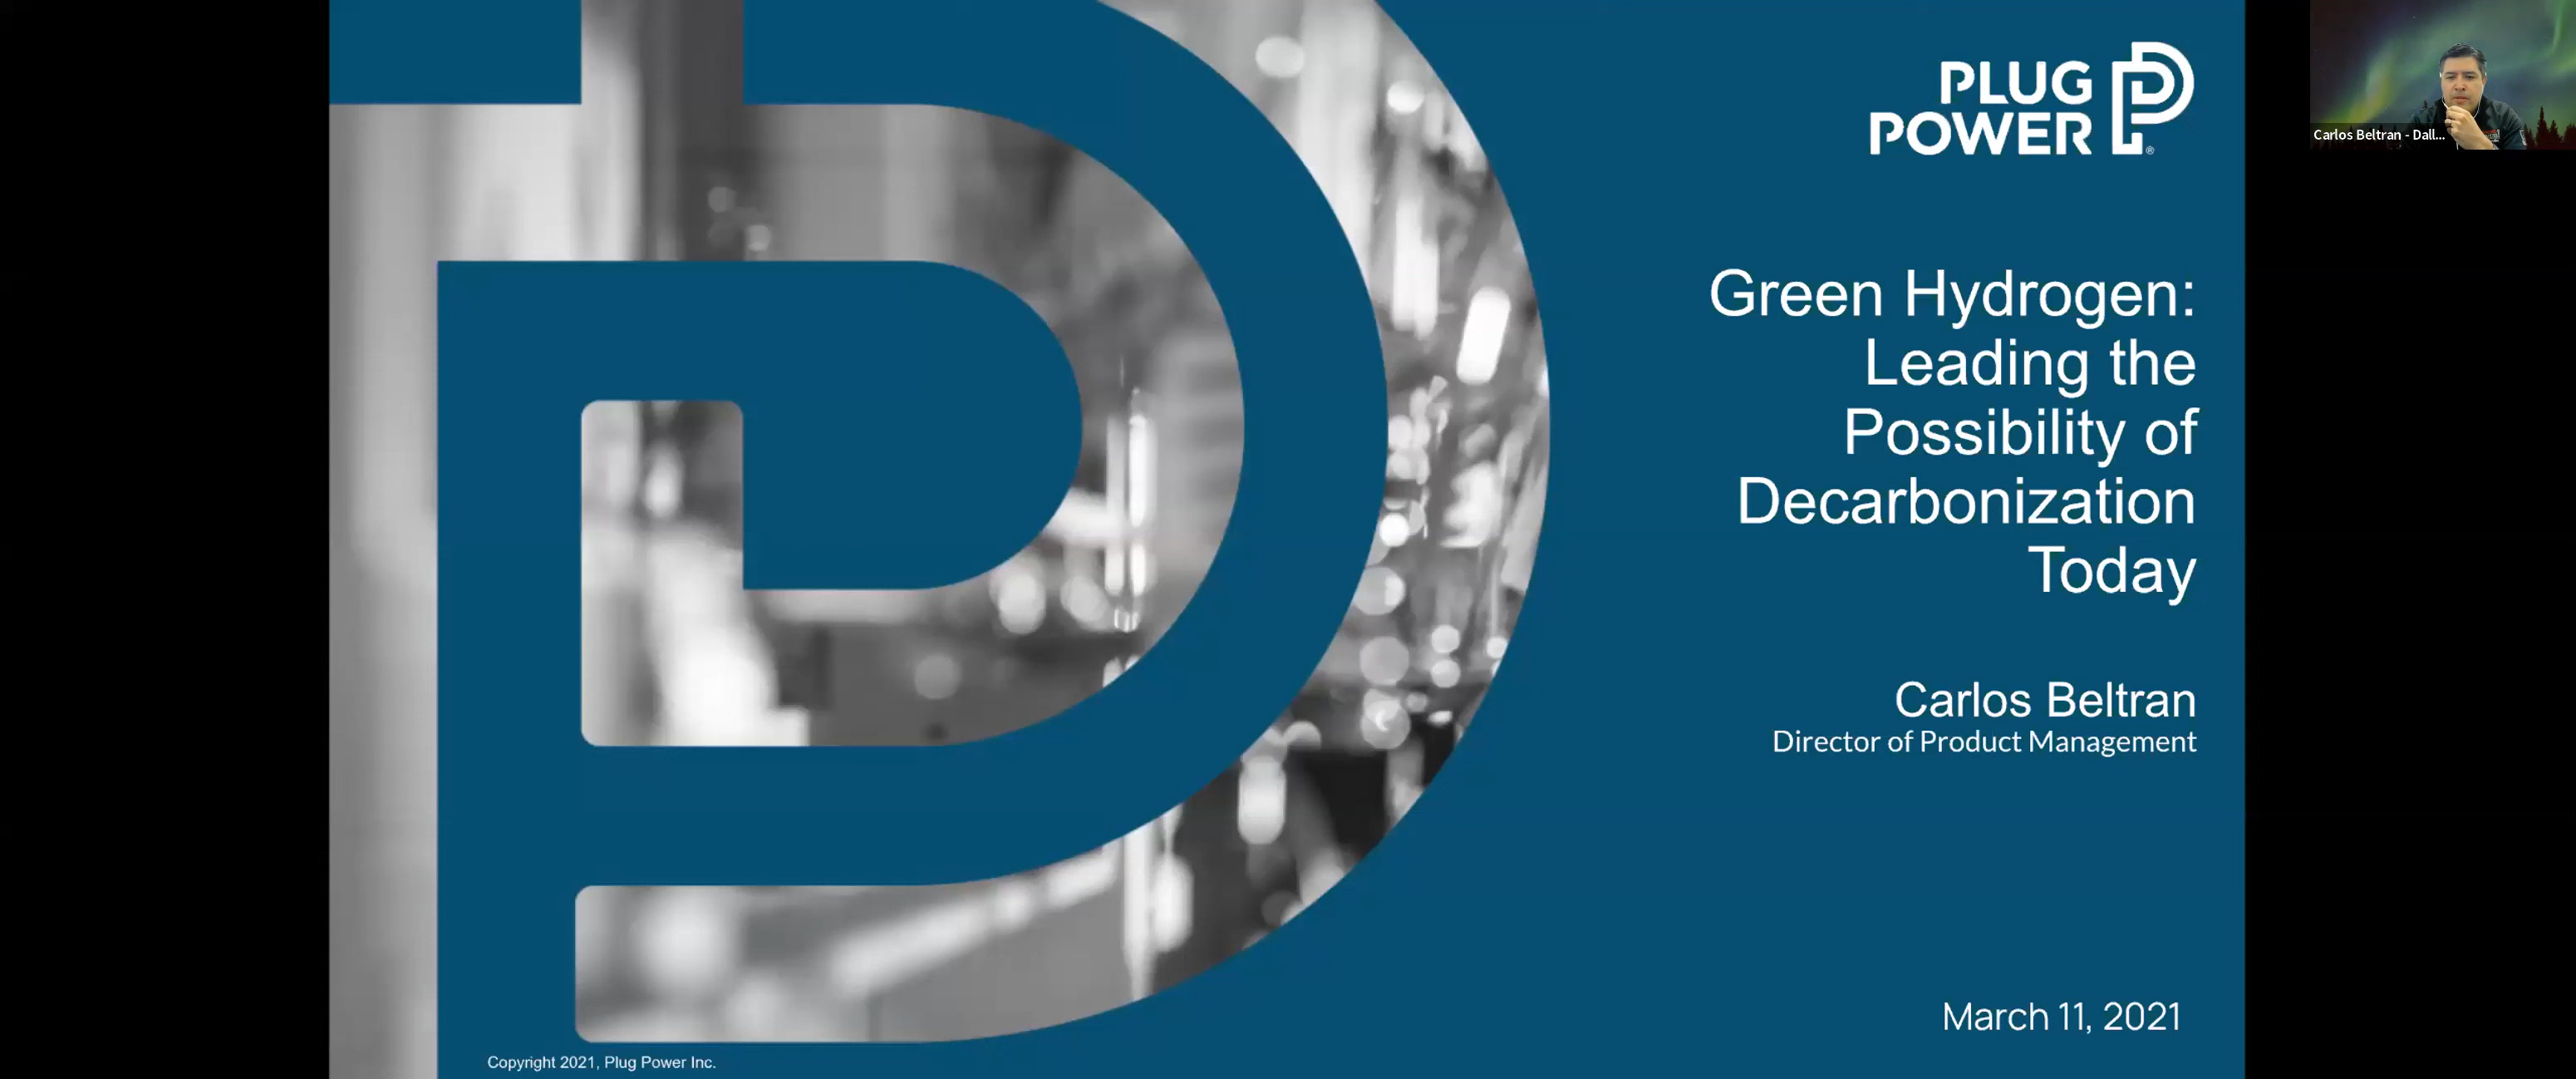 PLUG
POWER
Green Hydrogen:
Leading the
Possibility of
Decarbonization
Today
Carlos Beltran
Director of Product Management
March 11, 2021
Copyright 2021, Plug Power Inc.
Carlos Beltran - Dall...